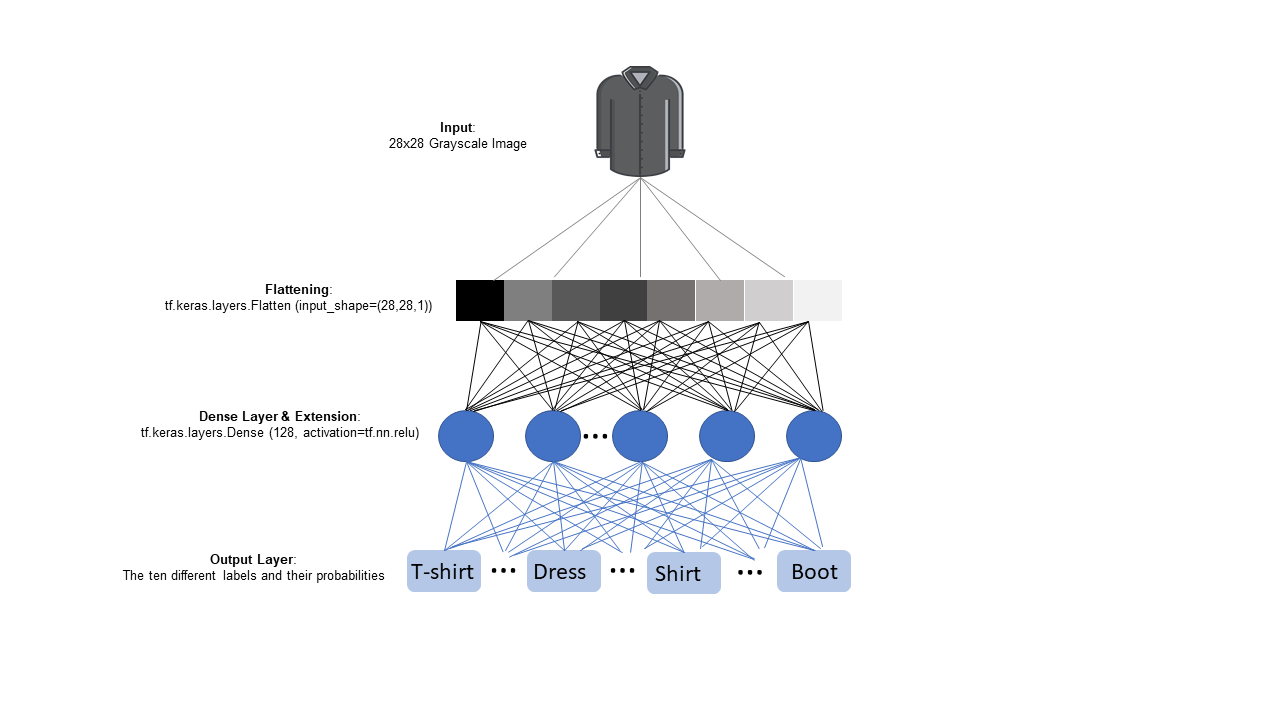 Input:
28x28 Grayscale Image
Flattening:
tf.keras.layers.Flatten (input_shape=(28,28,1))
Dense Layer & Extension:
tf.keras.layers.Dense (128, activation=tf.nn.relu)
...
Output Layer:
The ten different labels and their probabilities
T-shirt ... Dress ... Shirt ... Boot